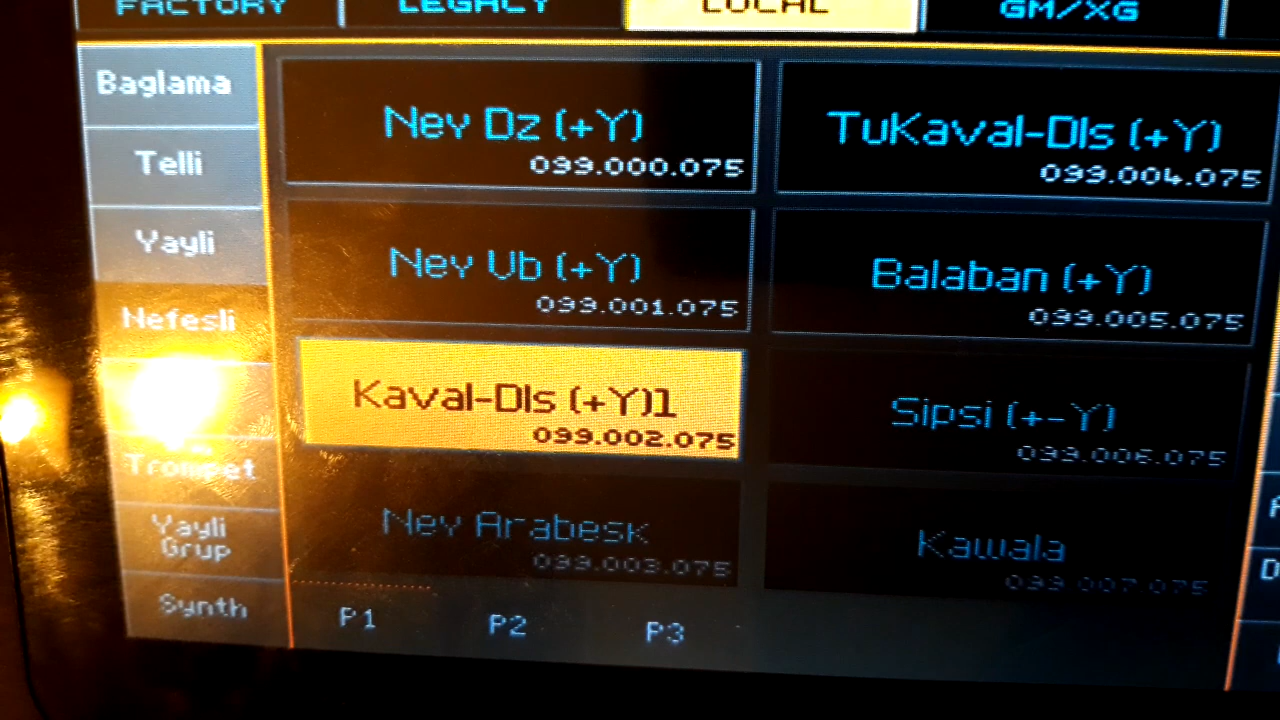 FACTORY
LEGACY
LOCAL
GM/XG
Baglama
Telli
Yayli
Nefesli
Trompet
Yayli
Grup
Synth
Ney Dz (+Y)
099.000.075
TuKaval-Dls (+Y)
099.004.075
Ney Vb (+Y)
099.001.075
Balaban (+Y)
099.005.075
Kaval-Dls (+Y)1
099.002.075
Sipsi (+-Y)
099.006.075
Ney Arabesk
099.003.075
Kawala
099.007.075
P1
P2
P3